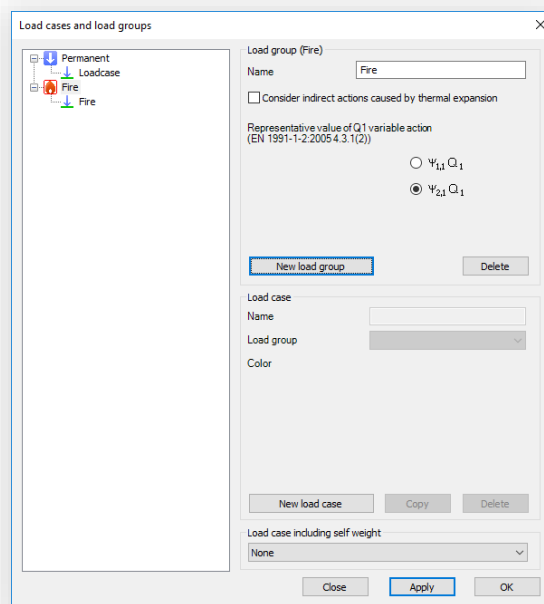 Load cases and load groups
Permanent
Loadcase
Fire
Fire
Load group (Fire)
Name
Fire
Consider indirect actions caused by thermal expansion
Representative value of Q1 variable action
(EN 1991-1-2:2005 4.3.1(2))
Ψ1,1 Q1
Ψ2,1 Q1
New load group
Delete
Load case
Name
Load group
Color
New load case
Copy
Delete
Load case including self weight
None
Close
Apply
OK